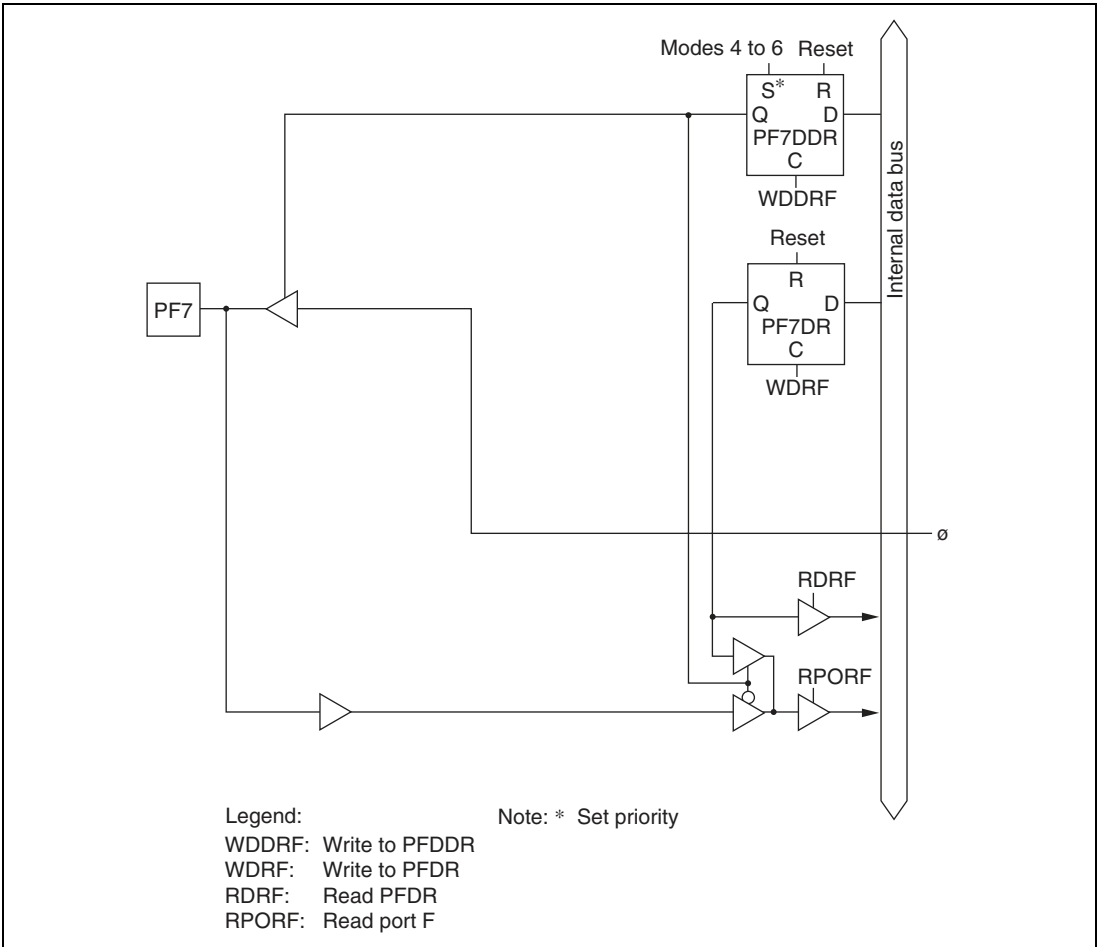 Modes 4 to 6 Reset
S* R
Q D
PF7DDR
C
WDDRF
Internal data bus
Reset
R
Q D
PF7DR
C
WDRF
PF7
ø
RDRF
RPORF
Legend:
WDDRF: Write to PFDDR
WDRF: Write to PFDR
RDRF: Read PFDR
RPORF: Read port F
Note: * Set priority